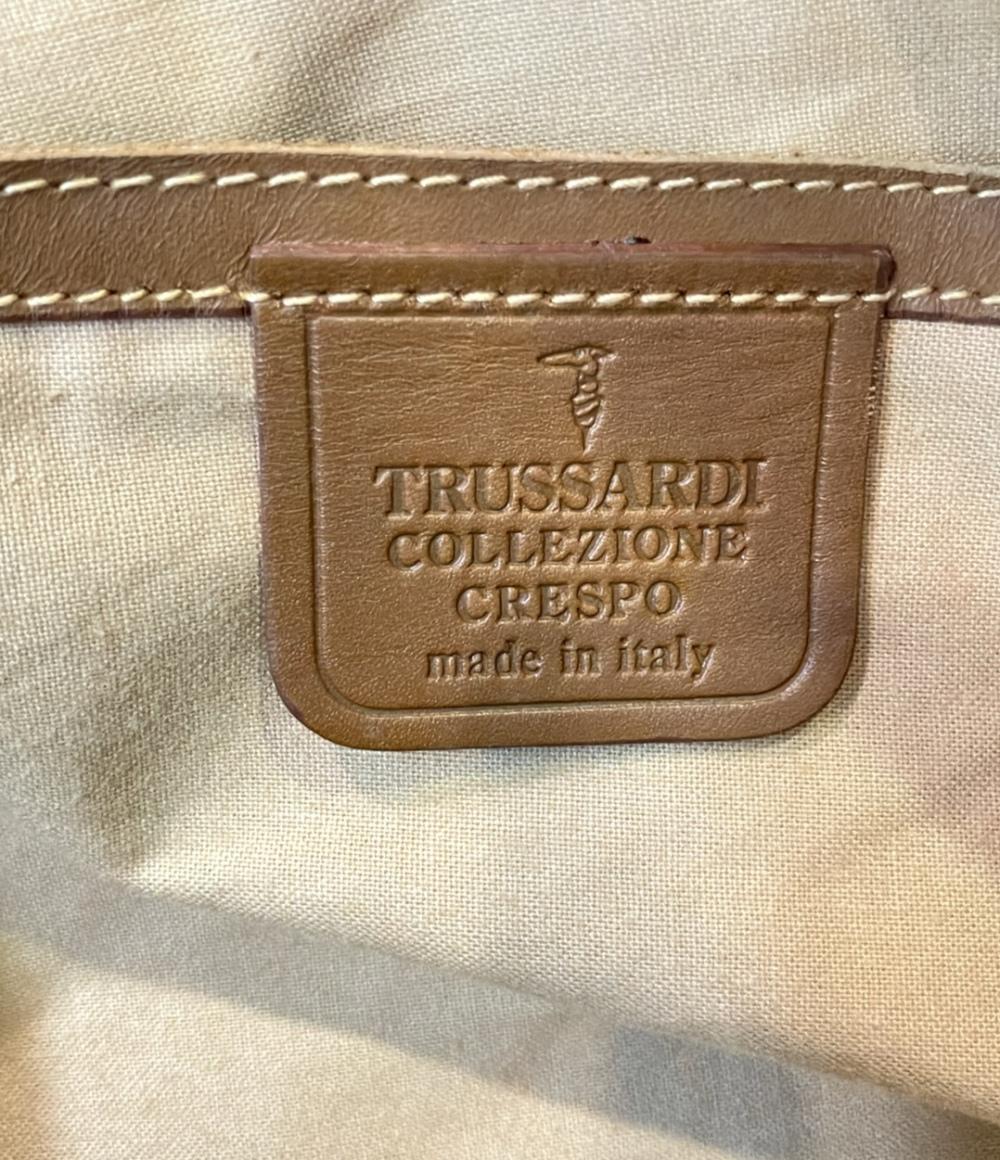 TRUSSARDI
COLLEZIONE
CRESPO
made in italy